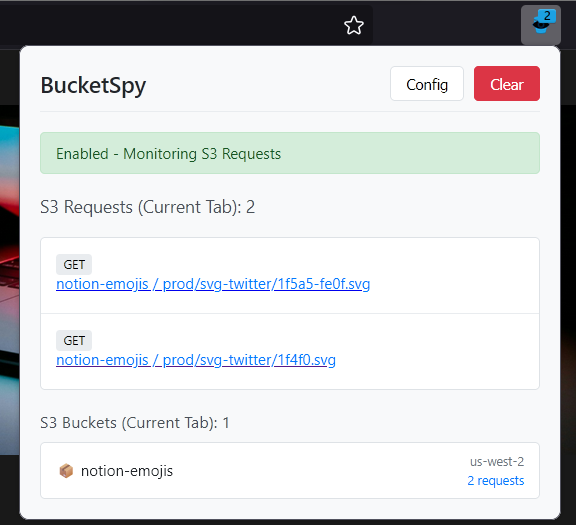 2
BucketSpy
Config
Clear
Enabled - Monitoring S3 Requests
S3 Requests (Current Tab): 2
GET
notion-emojis / prod/svg-twitter/1f5a5-fe0f.svg
GET
notion-emojis / prod/svg-twitter/1f4f0.svg
S3 Buckets (Current Tab): 1
notion-emojis
us-west-2
2 requests